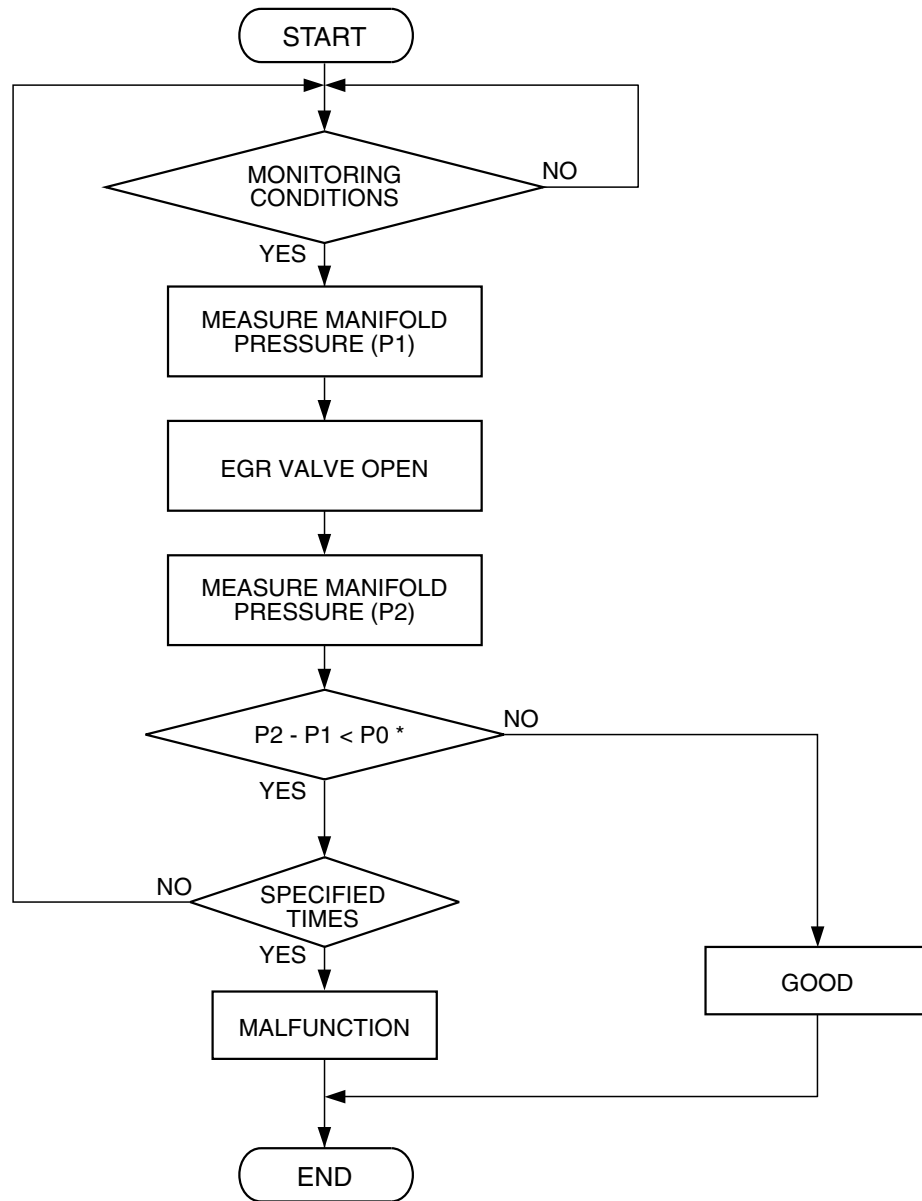 START
MONITORING
CONDITIONS
NO
YES
MEASURE MANIFOLD
PRESSURE (P1)
EGR VALVE OPEN
MEASURE MANIFOLD
PRESSURE (P2)
P2 - P1 < P0 *
NO
YES
NO
SPECIFIED
TIMES
YES
GOOD
MALFUNCTION
END